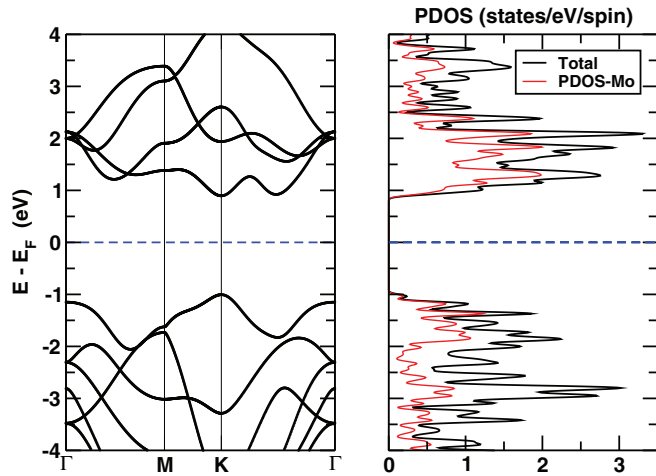 PDOS (states/eV/spin)
4
3
2
1
0
-1
-2
-3
-4
E - E_F (eV)
Γ M K Γ
Total
PDOS-Mo
0 1 2 3